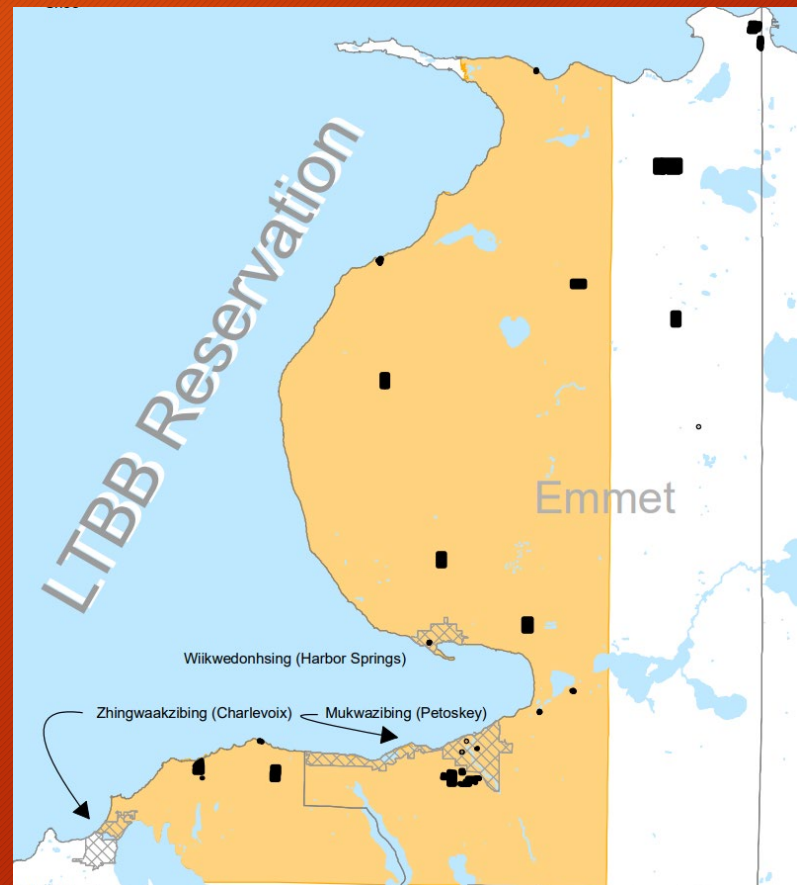 LTBB Reservation
Emmet
Wiikwedonhsing (Harbor Springs)
Zhingwaakzibing (Charlevoix)
Mukwazibing (Petoskey)